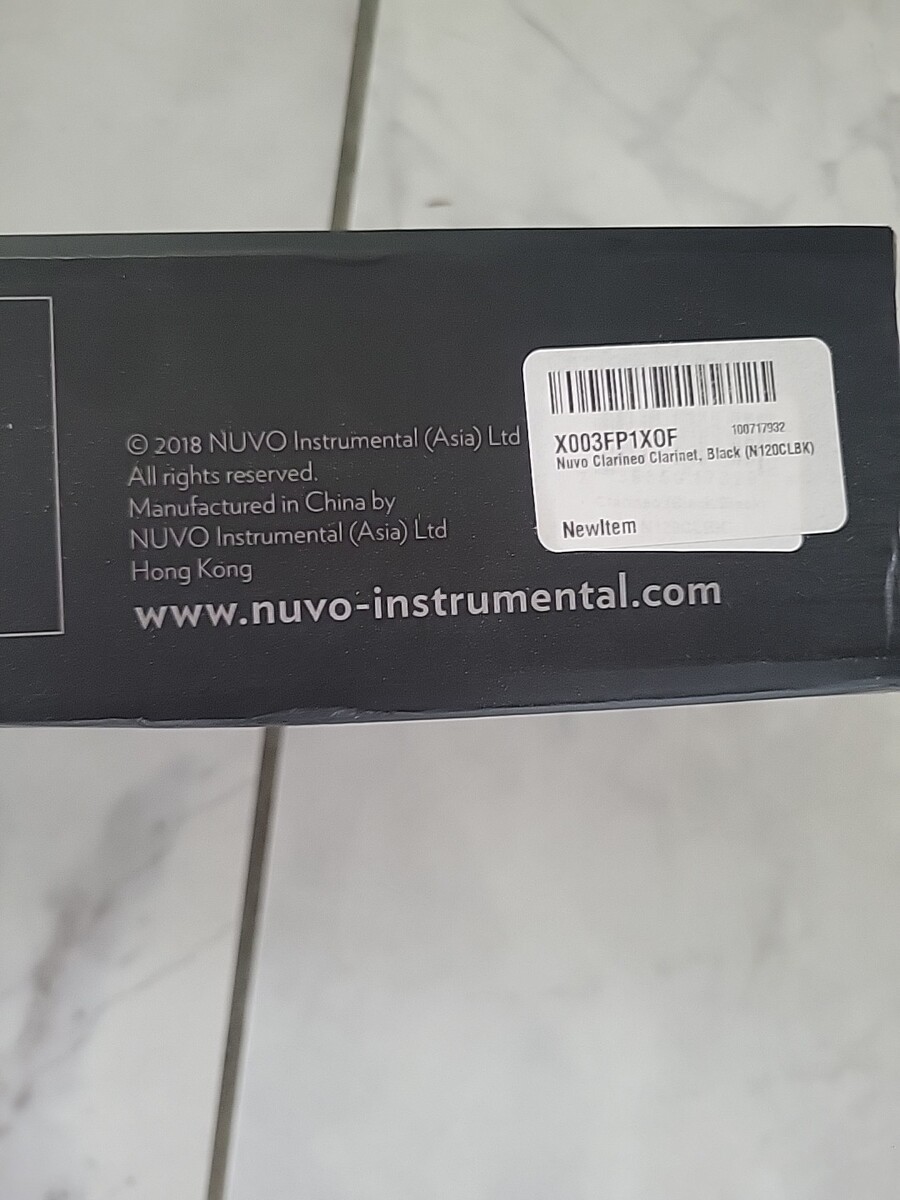 © 2018 NUVO Instrumental (Asia) Ltd
All rights reserved.
Manufactured in China by
NUVO Instrumental (Asia) Ltd
Hong Kong
www.nuvo-instrumental.com
X003FP1X0F
100717932
Nuvo Clarineo Clarinet, Black (N120CLBK)
NewItem